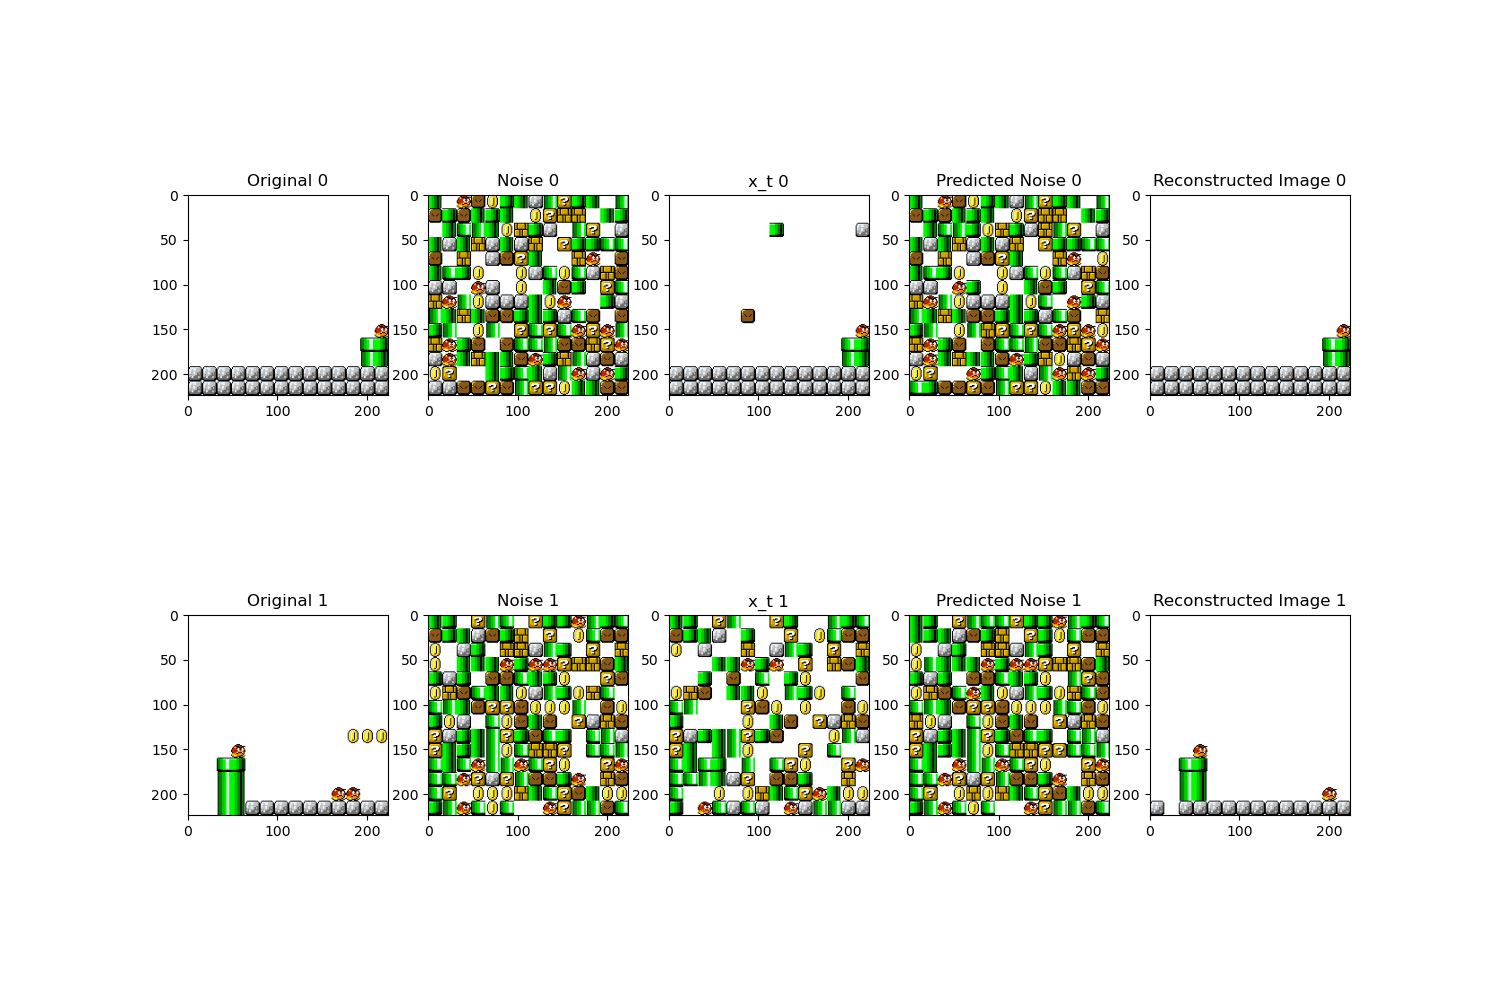 Original 0
Noise 0
x_t 0
Predicted Noise 0
Reconstructed Image 0
0
50
100
150
200
0 100 200
0 50 100 150 200
0 100 200
0 50 100 150 200
0 100 200
0 50 100 150 200
0 100 200
0 50 100 150 200
0 100 200
Original 1
Noise 1
x_t 1
Predicted Noise 1
Reconstructed Image 1
0
50
100
150
200
0 100 200
0 50 100 150 200
0 100 200
0 50 100 150 200
0 100 200
0 50 100 150 200
0 100 200
0 50 100 150 200
0 100 200